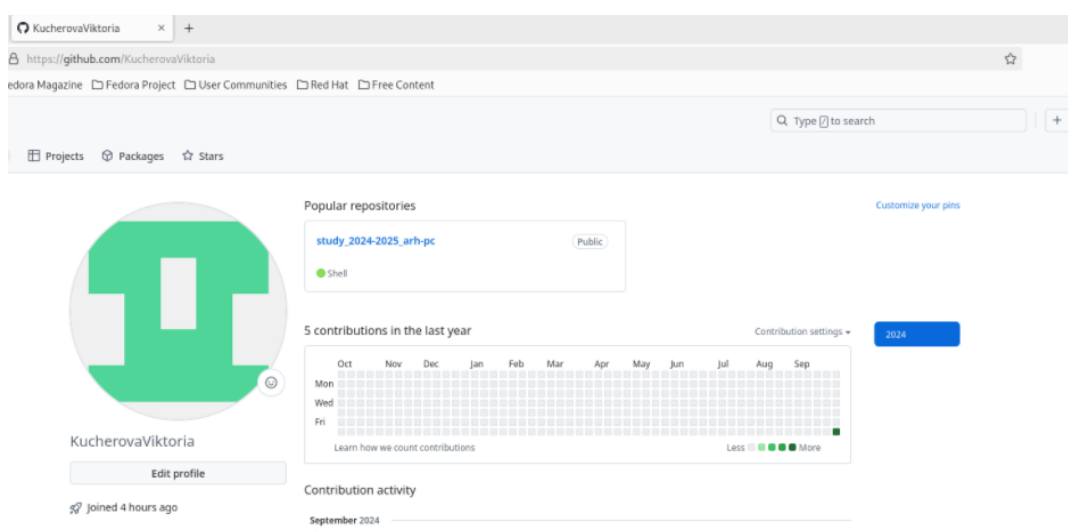 KucherovaViktoria × +
https://github.com/KucherovaViktoria
edora Magazine Fedora Project User Communities Red Hat Free Content
Type / to search +
Projects Packages Stars
Popular repositories Customize your pins
study_2024-2025_arh-pc Public
Shell
5 contributions in the last year Contribution settings 2024
Oct Nov Dec Jan Feb Mar Apr May Jun Jul Aug Sep
Mon
Wed
Fri
Learn how we count contributions Less More
KucherovaViktoria
Edit profile
Joined 4 hours ago
Contribution activity
September 2024